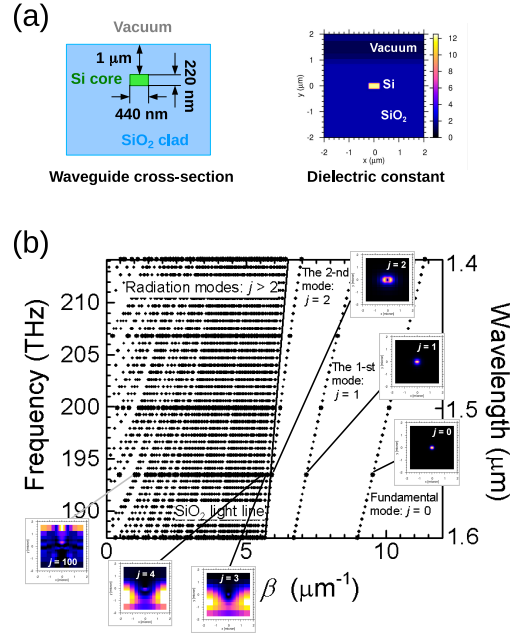 (a)
Vacuum
1 μm
Si core
220 nm
440 nm
SiO2 clad
Waveguide cross-section
2
1
0
−1
−2
y (μm)
−2
0
2
x (μm)
Vacuum
Si
SiO2
12
10
8
6
4
2
0
Dielectric constant
(b)
Frequency (THz)
210
205
200
195
190
Radiation modes: j > 2
The 2-nd
mode:
j = 2
The 1-st
mode:
j = 1
Fundamental
mode: j = 0
SiO2 light line
j = 2
j = 1
j = 0
j = 100
j = 4
j = 3
0
5
10
β (μm-1)
1.4
1.5
1.6
Wavelength (μm)